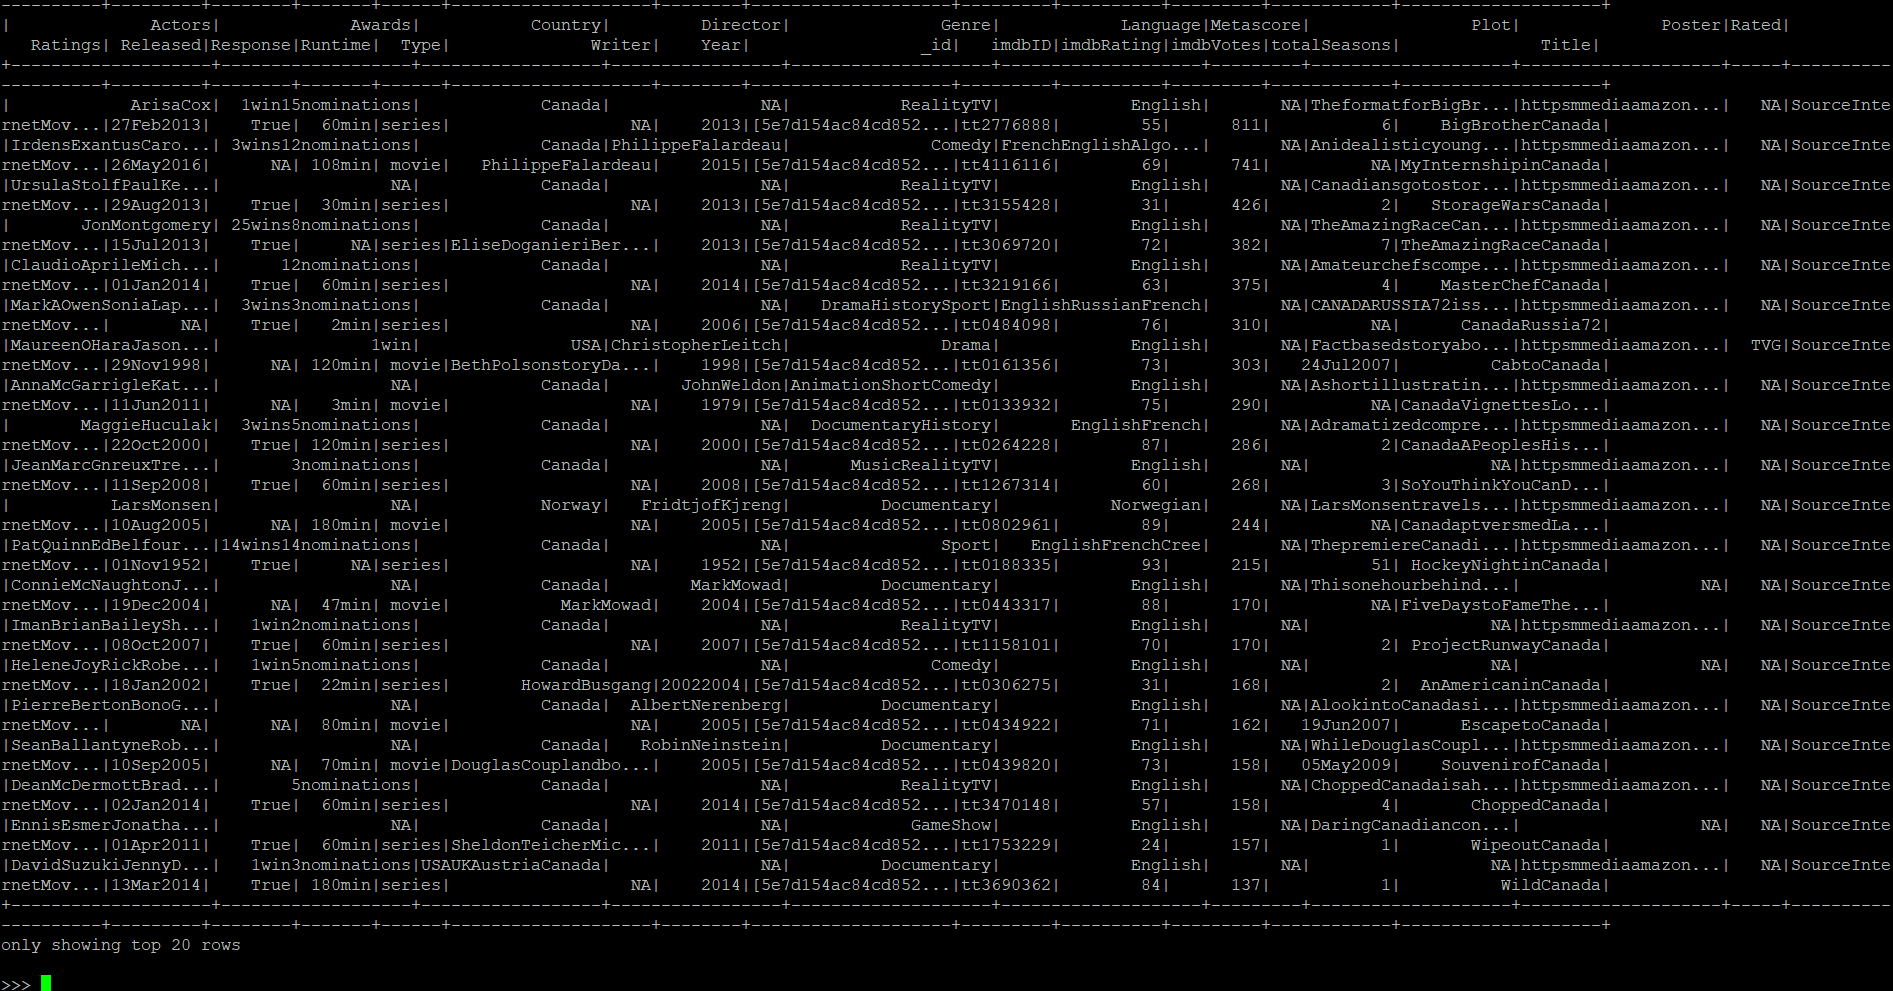 +--------------------+-------------------+------------------+-----------------+--------------------+--------------------+---------+--------------------+--------------------+-----+----------
----------+---------+--------+-------+------+--------------------+--------+--------------------+---------+----------+---------+------------+--------------------+
| Actors| Awards| Country| Director| Genre| Language|Metascore| Plot| Poster|Rated|
Ratings| Released|Response|Runtime| Type| Writer| Year| _id| imdbID|imdbRating|imdbVotes|totalSeasons| Title|
+--------------------+-------------------+------------------+-----------------+--------------------+--------------------+---------+--------------------+--------------------+-----+----------
----------+---------+--------+-------+------+--------------------+--------+--------------------+---------+----------+---------+------------+--------------------+
| ArisaCox| 1win15nominations| Canada| NA| RealityTV| English| NA|TheformatforBigBr...|httpsmmediaamazon...| NA|SourceInte
rnetMov...|27Feb2013| True| 60min|series| NA| 2013|[5e7d154ac84cd852...|tt2776888| 55| 811| 6| BigBrotherCanada|
|IrdensExantusCaro...| 3wins12nominations| Canada|PhilippeFalardeau| Comedy|FrenchEnglishAlgo...| NA|Anidealisticyoung...|httpsmmediaamazon...| NA|SourceInte
rnetMov...|26May2016| NA| 108min| movie| PhilippeFalardeau| 2015|[5e7d154ac84cd852...|tt4116116| 69| 741| NA|MyInternshipinCanada|
|UrsulaStolfPaulKe...| NA| Canada| NA| RealityTV| English| NA|Canadiansgotostor...|httpsmmediaamazon...| NA|SourceInte
rnetMov...|29Aug2013| True| 30min|series| NA| 2013|[5e7d154ac84cd852...|tt3155428| 31| 426| 2| StorageWarsCanada|
| JonMontgomery| 25wins8nominations| Canada| NA| RealityTV| English| NA|TheAmazingRaceCan...|httpsmmediaamazon...| NA|SourceInte
rnetMov...|15Jul2013| True| NA|series|EliseDoganieriBer...| 2013|[5e7d154ac84cd852...|tt3069720| 72| 382| 7|TheAmazingRaceCanada|
|ClaudioAprileMich...| 12nominations| Canada| NA| RealityTV| English| NA|Amateurchefscompe...|httpsmmediaamazon...| NA|SourceInte
rnetMov...|01Jan2014| True| 60min|series| NA| 2014|[5e7d154ac84cd852...|tt3219166| 63| 375| 4| MasterChefCanada|
|MarkAOwenSoniaLap...| 3wins3nominations| Canada| NA| DramaHistorySport|EnglishRussianFrench| NA|CANADARUSSIA72iss...|httpsmmediaamazon...| NA|SourceInte
rnetMov...| NA| True| 2min|series| NA| 2006|[5e7d154ac84cd852...|tt0484098| 76| 310| NA| CanadaRussia72|
|MaureenOHaraJason...| 1win| USA|ChristopherLeitch| Drama| English| NA|Factbasedstoryabo...|httpsmmediaamazon...| TVG|SourceInte
rnetMov...|29Nov1998| NA| 120min| movie|BethPolsonstoryDa...| 1998|[5e7d154ac84cd852...|tt0161356| 73| 303| 24Jul2007| CabtoCanada|
|AnnaMcGarrigleKat...| NA| Canada| JohnWeldon|AnimationShortComedy| English| NA|Ashortillustratin...|httpsmmediaamazon...| NA|SourceInte
rnetMov...|11Jun2011| NA| 3min| movie| NA| 1979|[5e7d154ac84cd852...|tt0133932| 75| 290| NA|CanadaVignettesLo...|
| MaggieHuculak| 3wins5nominations| Canada| NA| DocumentaryHistory| EnglishFrench| NA|Adramatizedcompre...|httpsmmediaamazon...| NA|SourceInte
rnetMov...|22Oct2000| True| 120min|series| NA| 2000|[5e7d154ac84cd852...|tt0264228| 87| 286| 2|CanadaAPeoplesHis...|
|JeanMarcGnreuxTre...| 3nominations| Canada| NA| MusicRealityTV| English| NA| NA|httpsmmediaamazon...| NA|SourceInte
rnetMov...|11Sep2008| True| 60min|series| NA| 2008|[5e7d154ac84cd852...|tt1267314| 60| 268| 3|SoYouThinkYouCanD...|
| LarsMonsen| NA| Norway| FridtjofKjreng| Documentary| Norwegian| NA|LarsMonsentravels...|httpsmmediaamazon...| NA|SourceInte
rnetMov...|10Aug2005| NA| 180min| movie| NA| 2005|[5e7d154ac84cd852...|tt0802961| 89| 244| NA|CanadaptversmedLa...|
|PatQuinnEdBelfour...|14wins14nominations| Canada| NA| Sport| EnglishFrenchCree| NA|ThepremiereCanadi...|httpsmmediaamazon...| NA|SourceInte
rnetMov...|01Nov1952| True| NA|series| NA| 1952|[5e7d154ac84cd852...|tt0188335| 93| 215| 51| HockeyNightinCanada|
|ConnieMcNaughtonJ...| NA| Canada| MarkMowad| Documentary| English| NA|Thisonehourbehind...| NA| NA|SourceInte
rnetMov...|19Dec2004| NA| 47min| movie| MarkMowad| 2004|[5e7d154ac84cd852...|tt0443317| 88| 170| NA|FiveDaystoFameThe...|
|ImanBrianBaileySh...| 1win2nominations| Canada| NA| RealityTV| English| NA| NA|httpsmmediaamazon...| NA|SourceInte
rnetMov...|08Oct2007| True| 60min|series| NA| 2007|[5e7d154ac84cd852...|tt1158101| 70| 170| 2| ProjectRunwayCanada|
|HeleneJoyRickRobe...| 1win5nominations| Canada| NA| Comedy| English| NA| NA| NA| NA|SourceInte
rnetMov...|18Jan2002| True| 22min|series| HowardBusgang|20022004|[5e7d154ac84cd852...|tt0306275| 31| 168| 2| AnAmericaninCanada|
|PierreBertonBonoG...| NA| Canada| AlbertNerenberg| Documentary| English| NA|AlookintoCanadasi...|httpsmmediaamazon...| NA|SourceInte
rnetMov...| NA| NA| 80min| movie| NA| 2005|[5e7d154ac84cd852...|tt0434922| 71| 162| 19Jun2007| EscapetoCanada|
|SeanBallantyneRob...| NA| Canada| RobinNeinstein| Documentary| English| NA|WhileDouglasCoupl...|httpsmmediaamazon...| NA|SourceInte
rnetMov...|10Sep2005| NA| 70min| movie|DouglasCouplandbo...| 2005|[5e7d154ac84cd852...|tt0439820| 73| 158| 05May2009| SouvenirofCanada|
|DeanMcDermottBrad...| 5nominations| Canada| NA| RealityTV| English| NA|ChoppedCanadaisah...|httpsmmediaamazon...| NA|SourceInte
rnetMov...|02Jan2014| True| 60min|series| NA| 2014|[5e7d154ac84cd852...|tt3470148| 57| 158| 4| ChoppedCanada|
|EnnisEsmerJonatha...| NA| Canada| NA| GameShow| English| NA|DaringCanadiancon...| NA| NA|SourceInte
rnetMov...|01Apr2011| True| 60min|series|SheldonTeicherMic...| 2011|[5e7d154ac84cd852...|tt1753229| 24| 157| 1| WipeoutCanada|
|DavidSuzukiJennyD...| 1win3nominations|USAUKAustriaCanada| NA| Documentary| English| NA| NA|httpsmmediaamazon...| NA|SourceInte
rnetMov...|13Mar2014| True| 180min|series| NA| 2014|[5e7d154ac84cd852...|tt3690362| 84| 137| 1| WildCanada|
+--------------------+-------------------+------------------+-----------------+--------------------+--------------------+---------+--------------------+--------------------+-----+----------
----------+---------+--------+-------+------+--------------------+--------+--------------------+---------+----------+---------+------------+--------------------+
only showing top 20 rows
>>>